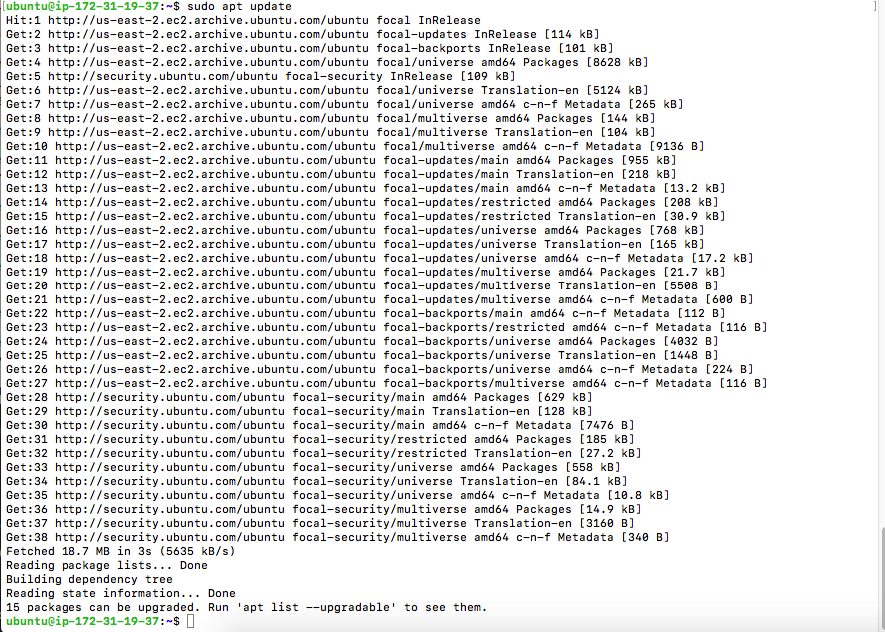 [ubuntu@ip-172-31-19-37:~$ sudo apt update ]
Hit:1 http://us-east-2.ec2.archive.ubuntu.com/ubuntu focal InRelease
Get:2 http://us-east-2.ec2.archive.ubuntu.com/ubuntu focal-updates InRelease [114 kB]
Get:3 http://us-east-2.ec2.archive.ubuntu.com/ubuntu focal-backports InRelease [101 kB]
Get:4 http://us-east-2.ec2.archive.ubuntu.com/ubuntu focal/universe amd64 Packages [8628 kB]
Get:5 http://security.ubuntu.com/ubuntu focal-security InRelease [109 kB]
Get:6 http://us-east-2.ec2.archive.ubuntu.com/ubuntu focal/universe Translation-en [5124 kB]
Get:7 http://us-east-2.ec2.archive.ubuntu.com/ubuntu focal/universe amd64 c-n-f Metadata [265 kB]
Get:8 http://us-east-2.ec2.archive.ubuntu.com/ubuntu focal/multiverse amd64 Packages [144 kB]
Get:9 http://us-east-2.ec2.archive.ubuntu.com/ubuntu focal/multiverse Translation-en [104 kB]
Get:10 http://us-east-2.ec2.archive.ubuntu.com/ubuntu focal/multiverse amd64 c-n-f Metadata [9136 B]
Get:11 http://us-east-2.ec2.archive.ubuntu.com/ubuntu focal-updates/main amd64 Packages [955 kB]
Get:12 http://us-east-2.ec2.archive.ubuntu.com/ubuntu focal-updates/main Translation-en [218 kB]
Get:13 http://us-east-2.ec2.archive.ubuntu.com/ubuntu focal-updates/main amd64 c-n-f Metadata [13.2 kB]
Get:14 http://us-east-2.ec2.archive.ubuntu.com/ubuntu focal-updates/restricted amd64 Packages [208 kB]
Get:15 http://us-east-2.ec2.archive.ubuntu.com/ubuntu focal-updates/restricted Translation-en [30.9 kB]
Get:16 http://us-east-2.ec2.archive.ubuntu.com/ubuntu focal-updates/universe amd64 Packages [768 kB]
Get:17 http://us-east-2.ec2.archive.ubuntu.com/ubuntu focal-updates/universe Translation-en [165 kB]
Get:18 http://us-east-2.ec2.archive.ubuntu.com/ubuntu focal-updates/universe amd64 c-n-f Metadata [17.2 kB]
Get:19 http://us-east-2.ec2.archive.ubuntu.com/ubuntu focal-updates/multiverse amd64 Packages [21.7 kB]
Get:20 http://us-east-2.ec2.archive.ubuntu.com/ubuntu focal-updates/multiverse Translation-en [5508 B]
Get:21 http://us-east-2.ec2.archive.ubuntu.com/ubuntu focal-updates/multiverse amd64 c-n-f Metadata [600 B]
Get:22 http://us-east-2.ec2.archive.ubuntu.com/ubuntu focal-backports/main amd64 c-n-f Metadata [112 B]
Get:23 http://us-east-2.ec2.archive.ubuntu.com/ubuntu focal-backports/restricted amd64 c-n-f Metadata [116 B]
Get:24 http://us-east-2.ec2.archive.ubuntu.com/ubuntu focal-backports/universe amd64 Packages [4032 B]
Get:25 http://us-east-2.ec2.archive.ubuntu.com/ubuntu focal-backports/universe Translation-en [1448 B]
Get:26 http://us-east-2.ec2.archive.ubuntu.com/ubuntu focal-backports/universe amd64 c-n-f Metadata [224 B]
Get:27 http://us-east-2.ec2.archive.ubuntu.com/ubuntu focal-backports/multiverse amd64 c-n-f Metadata [116 B]
Get:28 http://security.ubuntu.com/ubuntu focal-security/main amd64 Packages [629 kB]
Get:29 http://security.ubuntu.com/ubuntu focal-security/main Translation-en [128 kB]
Get:30 http://security.ubuntu.com/ubuntu focal-security/main amd64 c-n-f Metadata [7476 B]
Get:31 http://security.ubuntu.com/ubuntu focal-security/restricted amd64 Packages [185 kB]
Get:32 http://security.ubuntu.com/ubuntu focal-security/restricted Translation-en [27.2 kB]
Get:33 http://security.ubuntu.com/ubuntu focal-security/universe amd64 Packages [558 kB]
Get:34 http://security.ubuntu.com/ubuntu focal-security/universe Translation-en [84.1 kB]
Get:35 http://security.ubuntu.com/ubuntu focal-security/universe amd64 c-n-f Metadata [10.8 kB]
Get:36 http://security.ubuntu.com/ubuntu focal-security/multiverse amd64 Packages [14.9 kB]
Get:37 http://security.ubuntu.com/ubuntu focal-security/multiverse Translation-en [3160 B]
Get:38 http://security.ubuntu.com/ubuntu focal-security/multiverse amd64 c-n-f Metadata [340 B]
Fetched 18.7 MB in 3s (5635 kB/s)
Reading package lists... Done
Building dependency tree
Reading state information... Done
15 packages can be upgraded. Run 'apt list --upgradable' to see them.
ubuntu@ip-172-31-19-37:~$